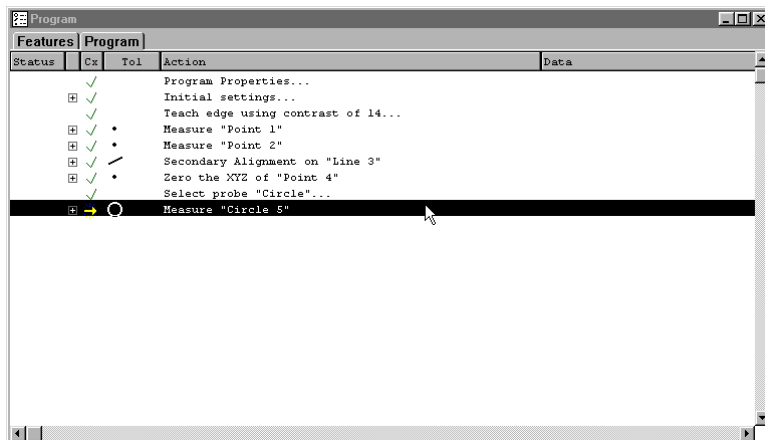 Program
Features Program
Status Cx Tol Action Data
Program Properties...
Initial settings...
Teach edge using contrast of 14...
Measure "Point 1"
Measure "Point 2"
Secondary Alignment on "Line 3"
Zero the XYZ of "Point 4"
Select probe "Circle"...
Measure "Circle 5"